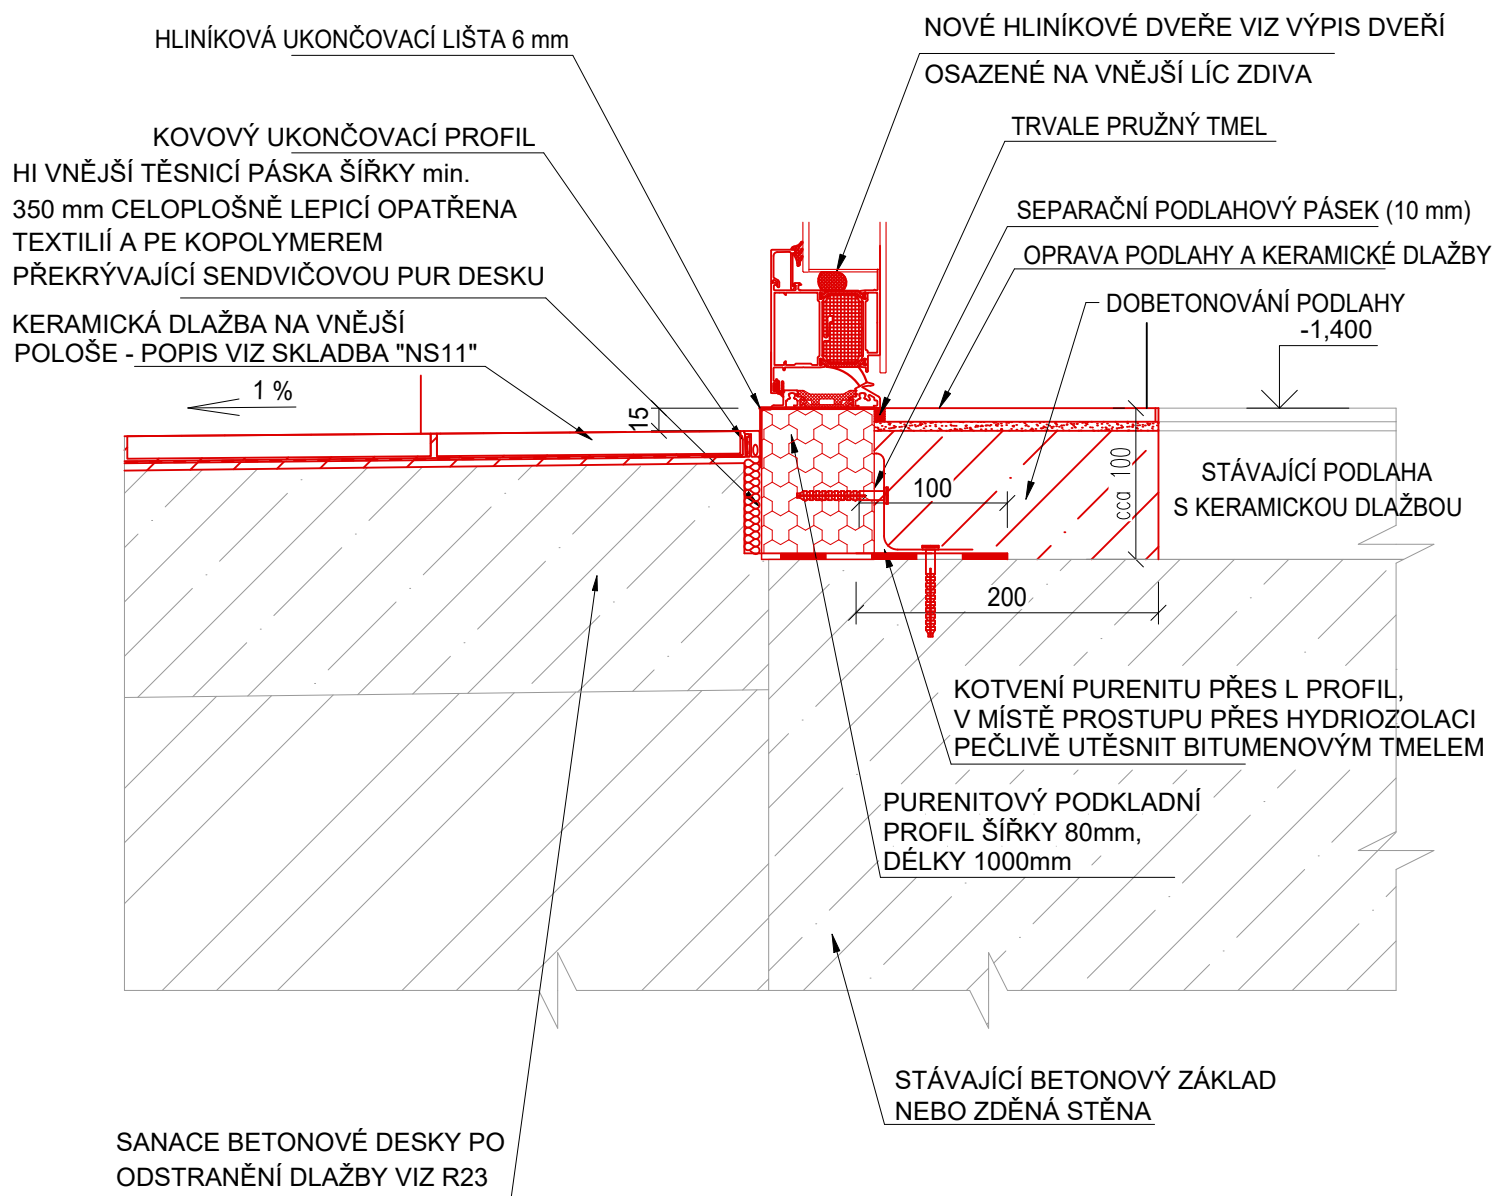 HLINÍKOVÁ UKONČOVACÍ LIŠTA 6 mm
NOVÉ HLINÍKOVÉ DVEŘE VIZ VÝPIS DVEŘÍ
OSAZENÉ NA VNĚJŠÍ LÍC ZDIVA
KOVOVÝ UKONČOVACÍ PROFIL
TRVALE PRUŽNÝ TMEL
HI VNĚJŠÍ TĚSNICÍ PÁSKA ŠÍŘKY min.
350 mm CELOPLOŠNĚ LEPICÍ OPATŘENA
TEXTILIÍ A PE KOPOLYMEREM
PŘEKRÝVAJÍCÍ SENDVIČOVOU PUR DESKU
SEPARAČNÍ PODLAHOVÝ PÁSEK (10 mm)
OPRAVA PODLAHY A KERAMICKÉ DLAŽBY
DOBETONOVÁNÍ PODLAHY
-1,400
KERAMICKÁ DLAŽBA NA VNĚJŠÍ
POLOŠE - POPIS VIZ SKLADBA "NS11"
1 %
15
100
cca 100
STÁVAJÍCÍ PODLAHA
S KERAMICKOU DLAŽBOU
200
KOTVENÍ PURENITU PŘES L PROFIL,
V MÍSTĚ PROSTUPU PŘES HYDRIOZOLACI
PEČLIVĚ UTĚSNIT BITUMENOVÝM TMELEM
PURENITOVÝ PODKLADNÍ
PROFIL ŠÍŘKY 80mm,
DÉLKY 1000mm
STÁVAJÍCÍ BETONOVÝ ZÁKLAD
NEBO ZDĚNÁ STĚNA
SANACE BETONOVÉ DESKY PO
ODSTRANĚNÍ DLAŽBY VIZ R23